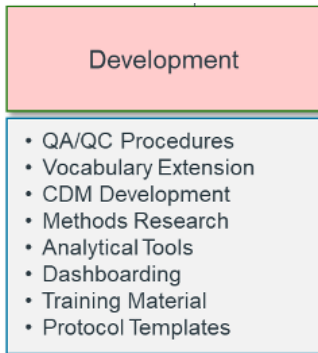 Development
• QA/QC Procedures
• Vocabulary Extension
• CDM Development
• Methods Research
• Analytical Tools
• Dashboarding
• Training Material
• Protocol Templates